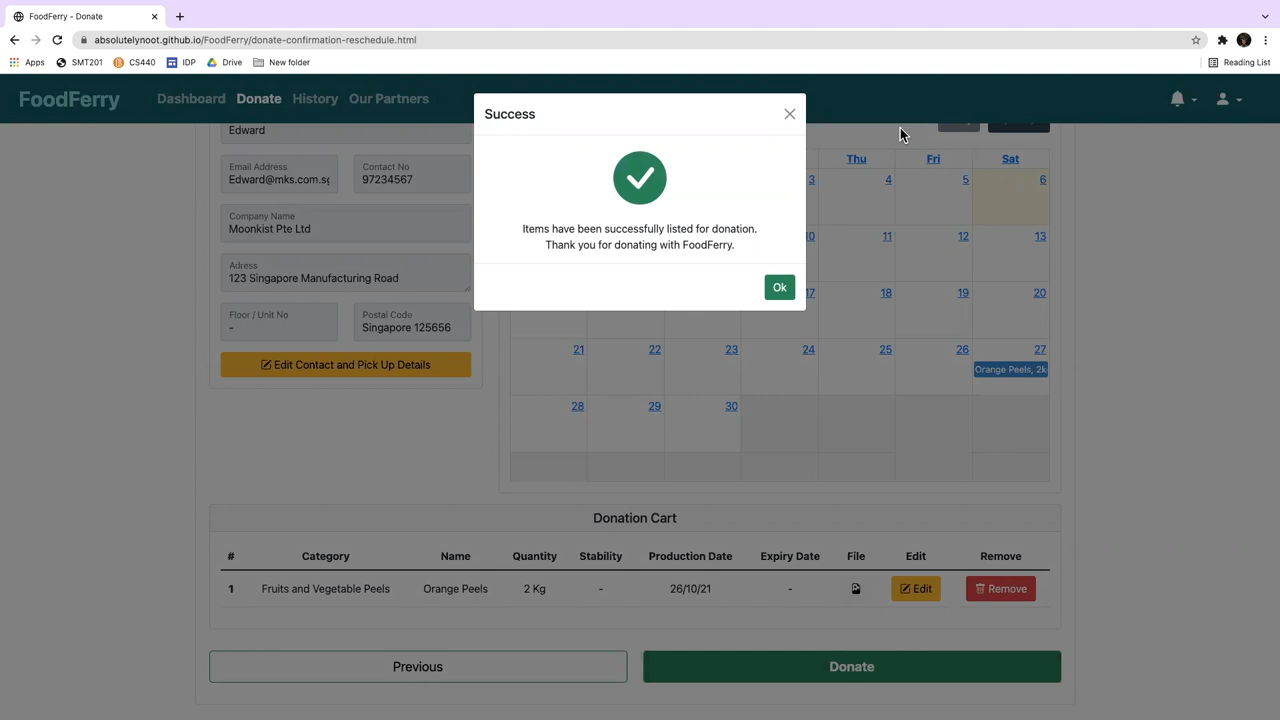 FoodFerry - Donate
absolutelynoot.github.io/FoodFerry/donate-confirmation-reschedule.html
Apps SMT201 CS440 IDP Drive New folder Reading List
FoodFerry Dashboard Donate History Our Partners
Success
Items have been successfully listed for donation.
Thank you for donating with FoodFerry.
Ok
Edward
Email Address
Edward@mks.com.sg
Contact No
97234567
Company Name
Moonkist Pte Ltd
Adress
123 Singapore Manufacturing Road
Floor / Unit No
-
Postal Code
Singapore 125656
Edit Contact and Pick Up Details
Thu Fri Sat
3 4 5 6
10 11 12 13
17 18 19 20
21 22 23 24 25 26 27
Orange Peels, 2k
28 29 30
Donation Cart
# Category Name Quantity Stability Production Date Expiry Date File Edit Remove
1 Fruits and Vegetable Peels Orange Peels 2 Kg - 26/10/21 - Edit Remove
Previous
Donate